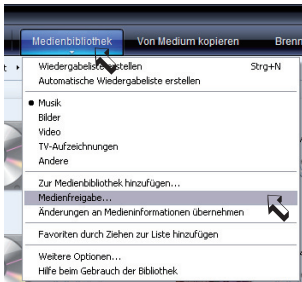 Medienbibliothek Von Medium kopieren Brenn
Wiedergabeliste erstellen Strg+N
Automatische Wiedergabeliste erstellen
Musik
Bilder
Video
TV-Aufzeichnungen
Andere
Zur Medienbibliothek hinzufügen...
Medienfreigabe...
Änderungen an Medieninformationen übernehmen
Favoriten durch Ziehen zur Liste hinzufügen
Weitere Optionen...
Hilfe beim Gebrauch der Bibliothek